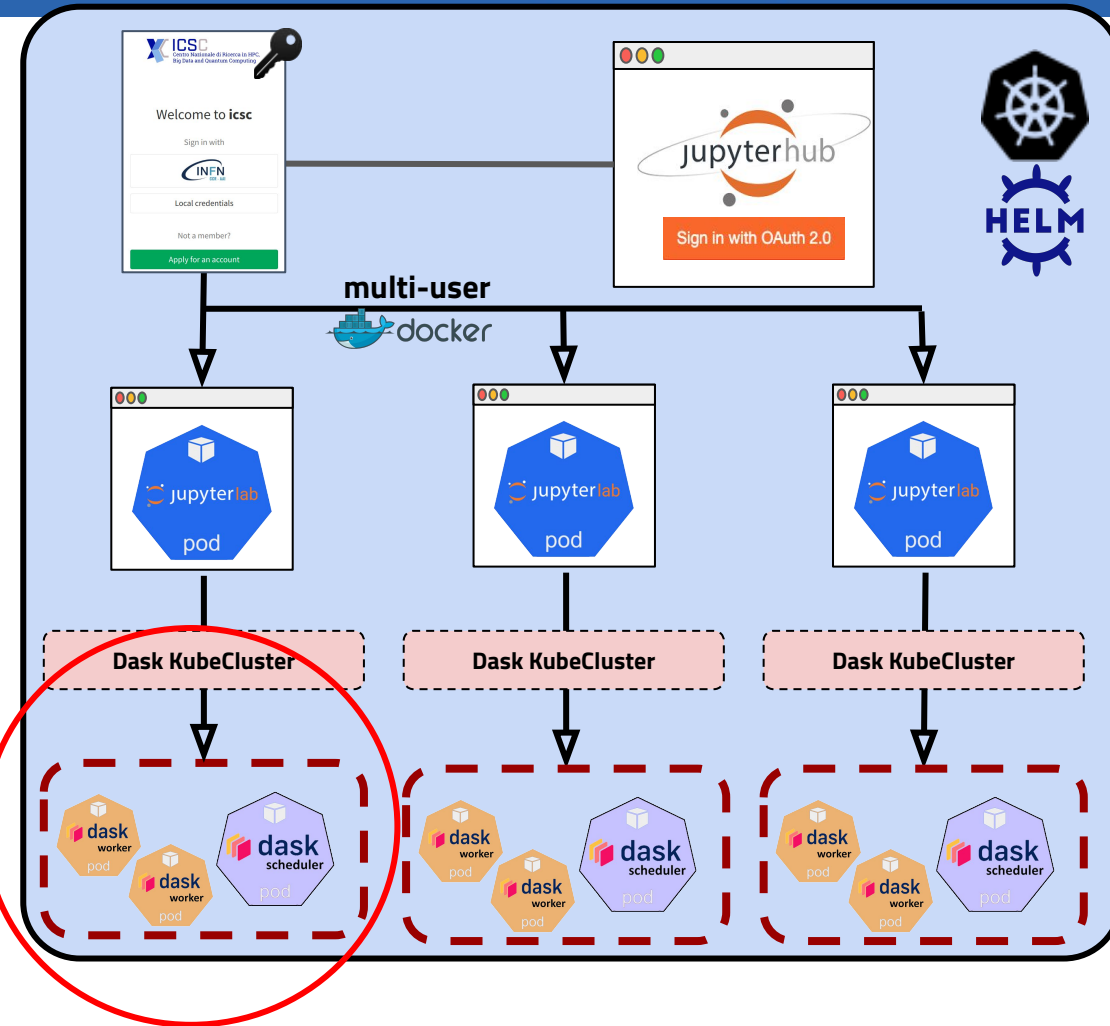 ICSC
Centro Nazionale di Ricerca in HPC,
Big Data and Quantum Computing
Welcome to icsc
Sign in with
INFN
Local credentials
Not a member?
Apply for an account
jupyterhub
Sign in with OAuth 2.0
HELM
multi-user
docker
jupyterlab
pod
jupyterlab
pod
jupyterlab
pod
Dask KubeCluster
Dask KubeCluster
Dask KubeCluster
dask
worker
pod
dask
worker
pod
dask
scheduler
pod
dask
worker
pod
dask
worker
pod
dask
scheduler
pod
dask
worker
pod
dask
worker
pod
dask
scheduler
pod